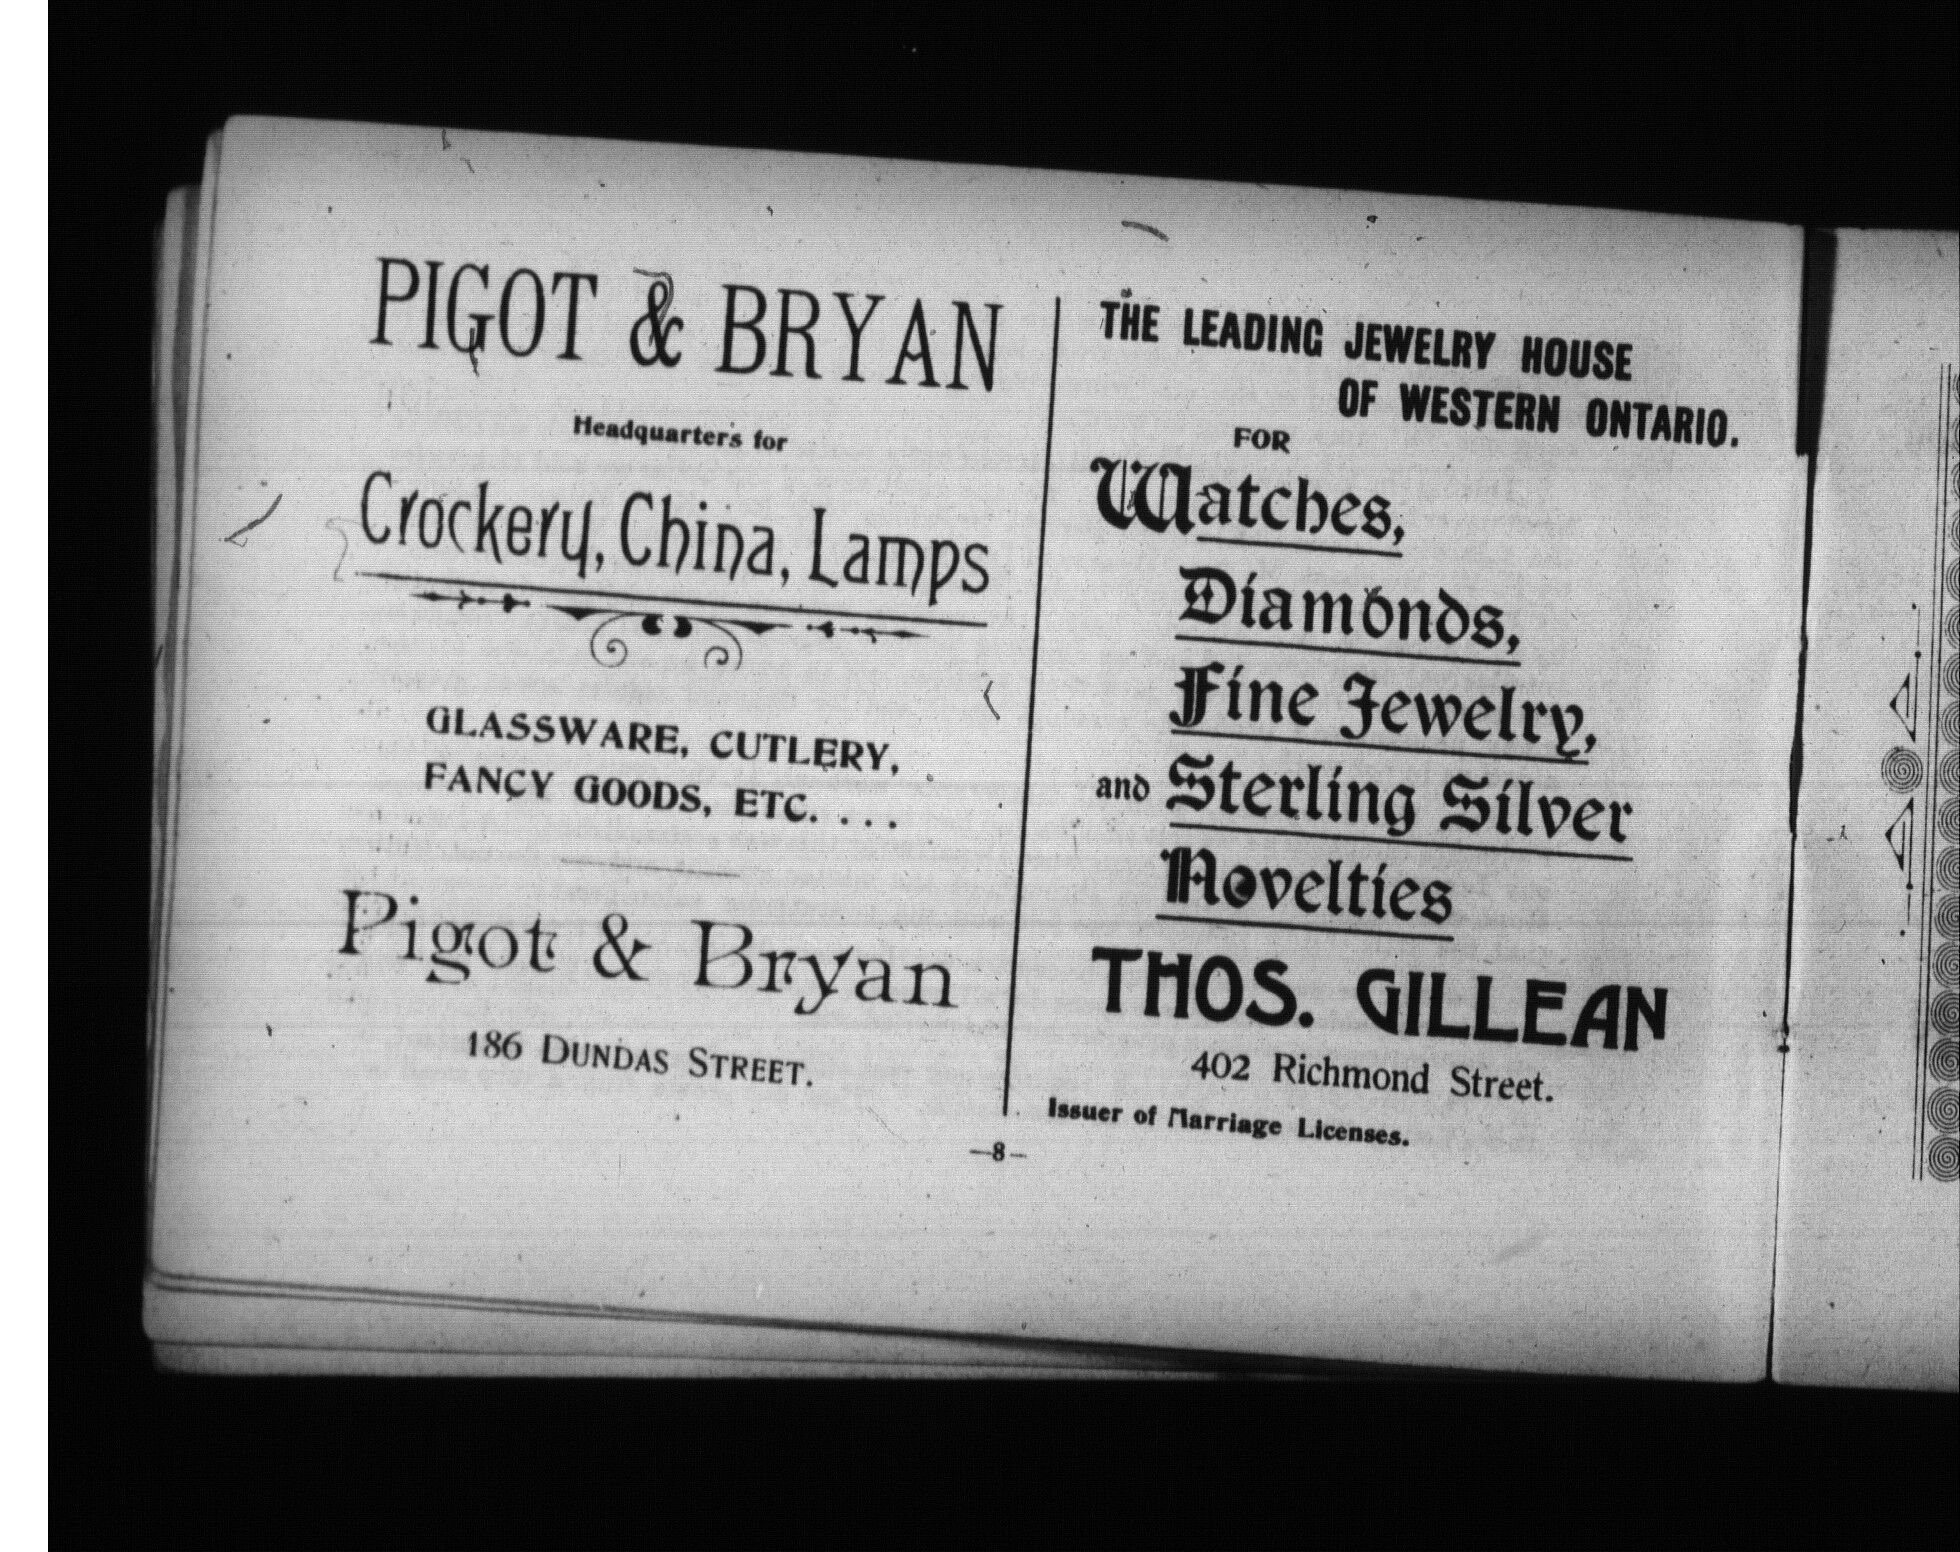 PIGOT & BRYAN
Headquarters for
Crockery, China, Lamps
GLASSWARE, CUTLERY,
FANCY GOODS, ETC. . . .
Pigot & Bryan
186 DUNDAS STREET.
THE LEADING JEWELRY HOUSE
OF WESTERN ONTARIO.
FOR
Watches,
Diamonds,
Fine Jewelry,
and Sterling Silver
Novelties
THOS. GILLEAN
402 Richmond Street.
Issuer of Marriage Licenses.
—8—